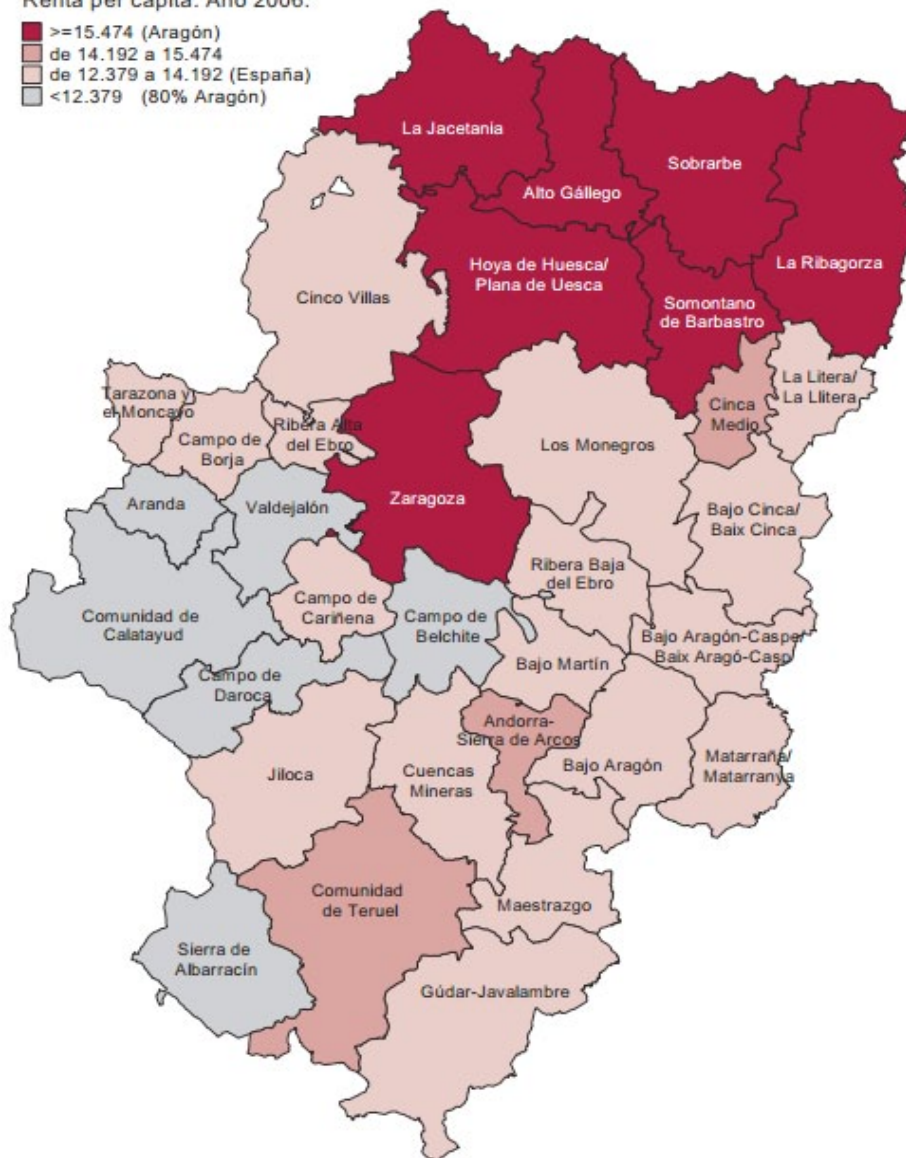 Renta per cápita. Año 2006.
>=15.474 (Aragón)
de 14.192 a 15.474
de 12.379 a 14.192 (España)
<12.379 (80% Aragón)
La Jacetania
Alto Gállego
Sobrarbe
La Ribagorza
Hoya de Huesca/
Plana de Uesca
Somontano
de Barbastro
Cinco Villas
La Litera/
La Llitera
Cinca
Medio
Tarazona y
el Moncayo
Campo de
Borja
Ribera Alta
del Ebro
Los Monegros
Zaragoza
Aranda
Valdejalón
Bajo Cinca/
Baix Cinca
Ribera Baja
del Ebro
Comunidad de
Calatayud
Campo de
Cariñena
Campo de
Belchite
Bajo Aragón-Caspe/
Baix Aragó-Casp
Bajo Martín
Campo de
Daroca
Andorra-
Sierra de Arcos
Jiloca
Cuencas
Mineras
Bajo Aragón
Matarraña/
Matarranya
Comunidad
de Teruel
Maestrazgo
Sierra de
Albarracín
Gúdar-Javalambre